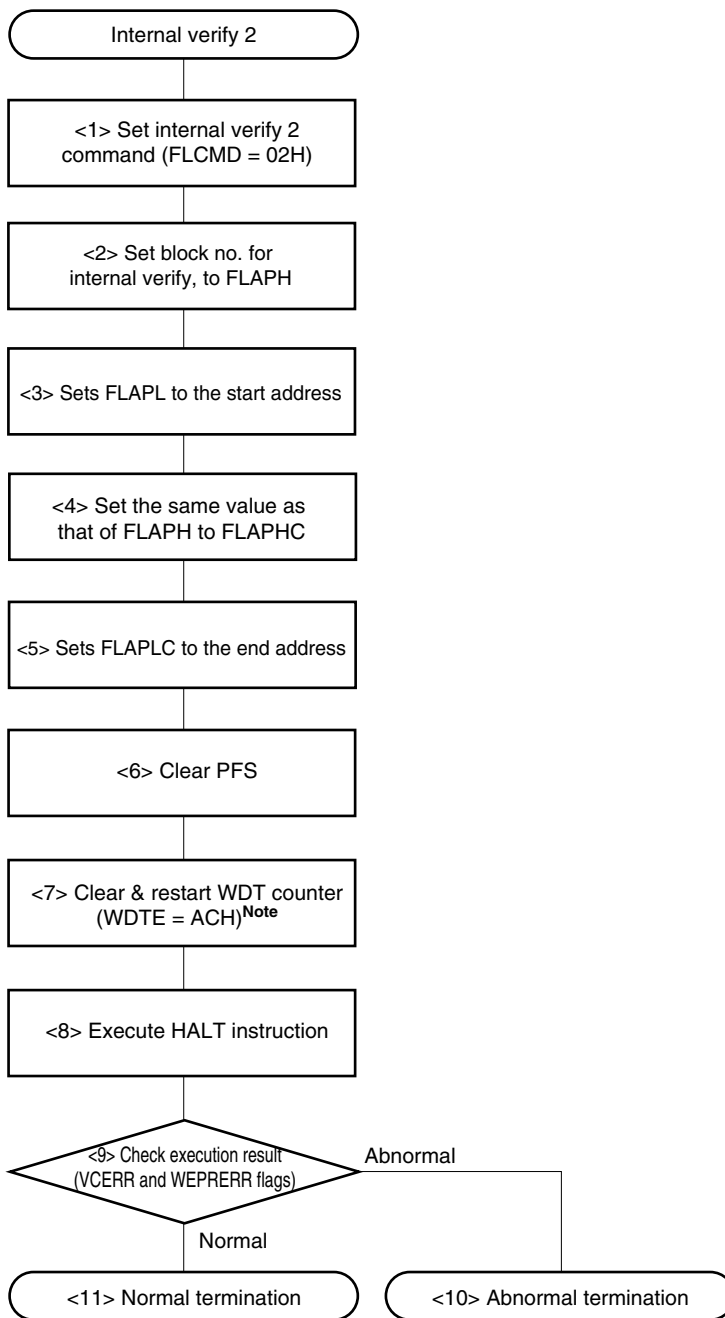 Internal verify 2
<1> Set internal verify 2
command (FLCMD = 02H)
<2> Set block no. for
internal verify, to FLAPH
<3> Sets FLAPL to the start address
<4> Set the same value as
that of FLAPH to FLAPHC
<5> Sets FLAPLC to the end address
<6> Clear PFS
<7> Clear & restart WDT counter
(WDTE = ACH)Note
<8> Execute HALT instruction
<9> Check execution result
(VCERR and WEPRERR flags)
Abnormal
Normal
<11> Normal termination
<10> Abnormal termination